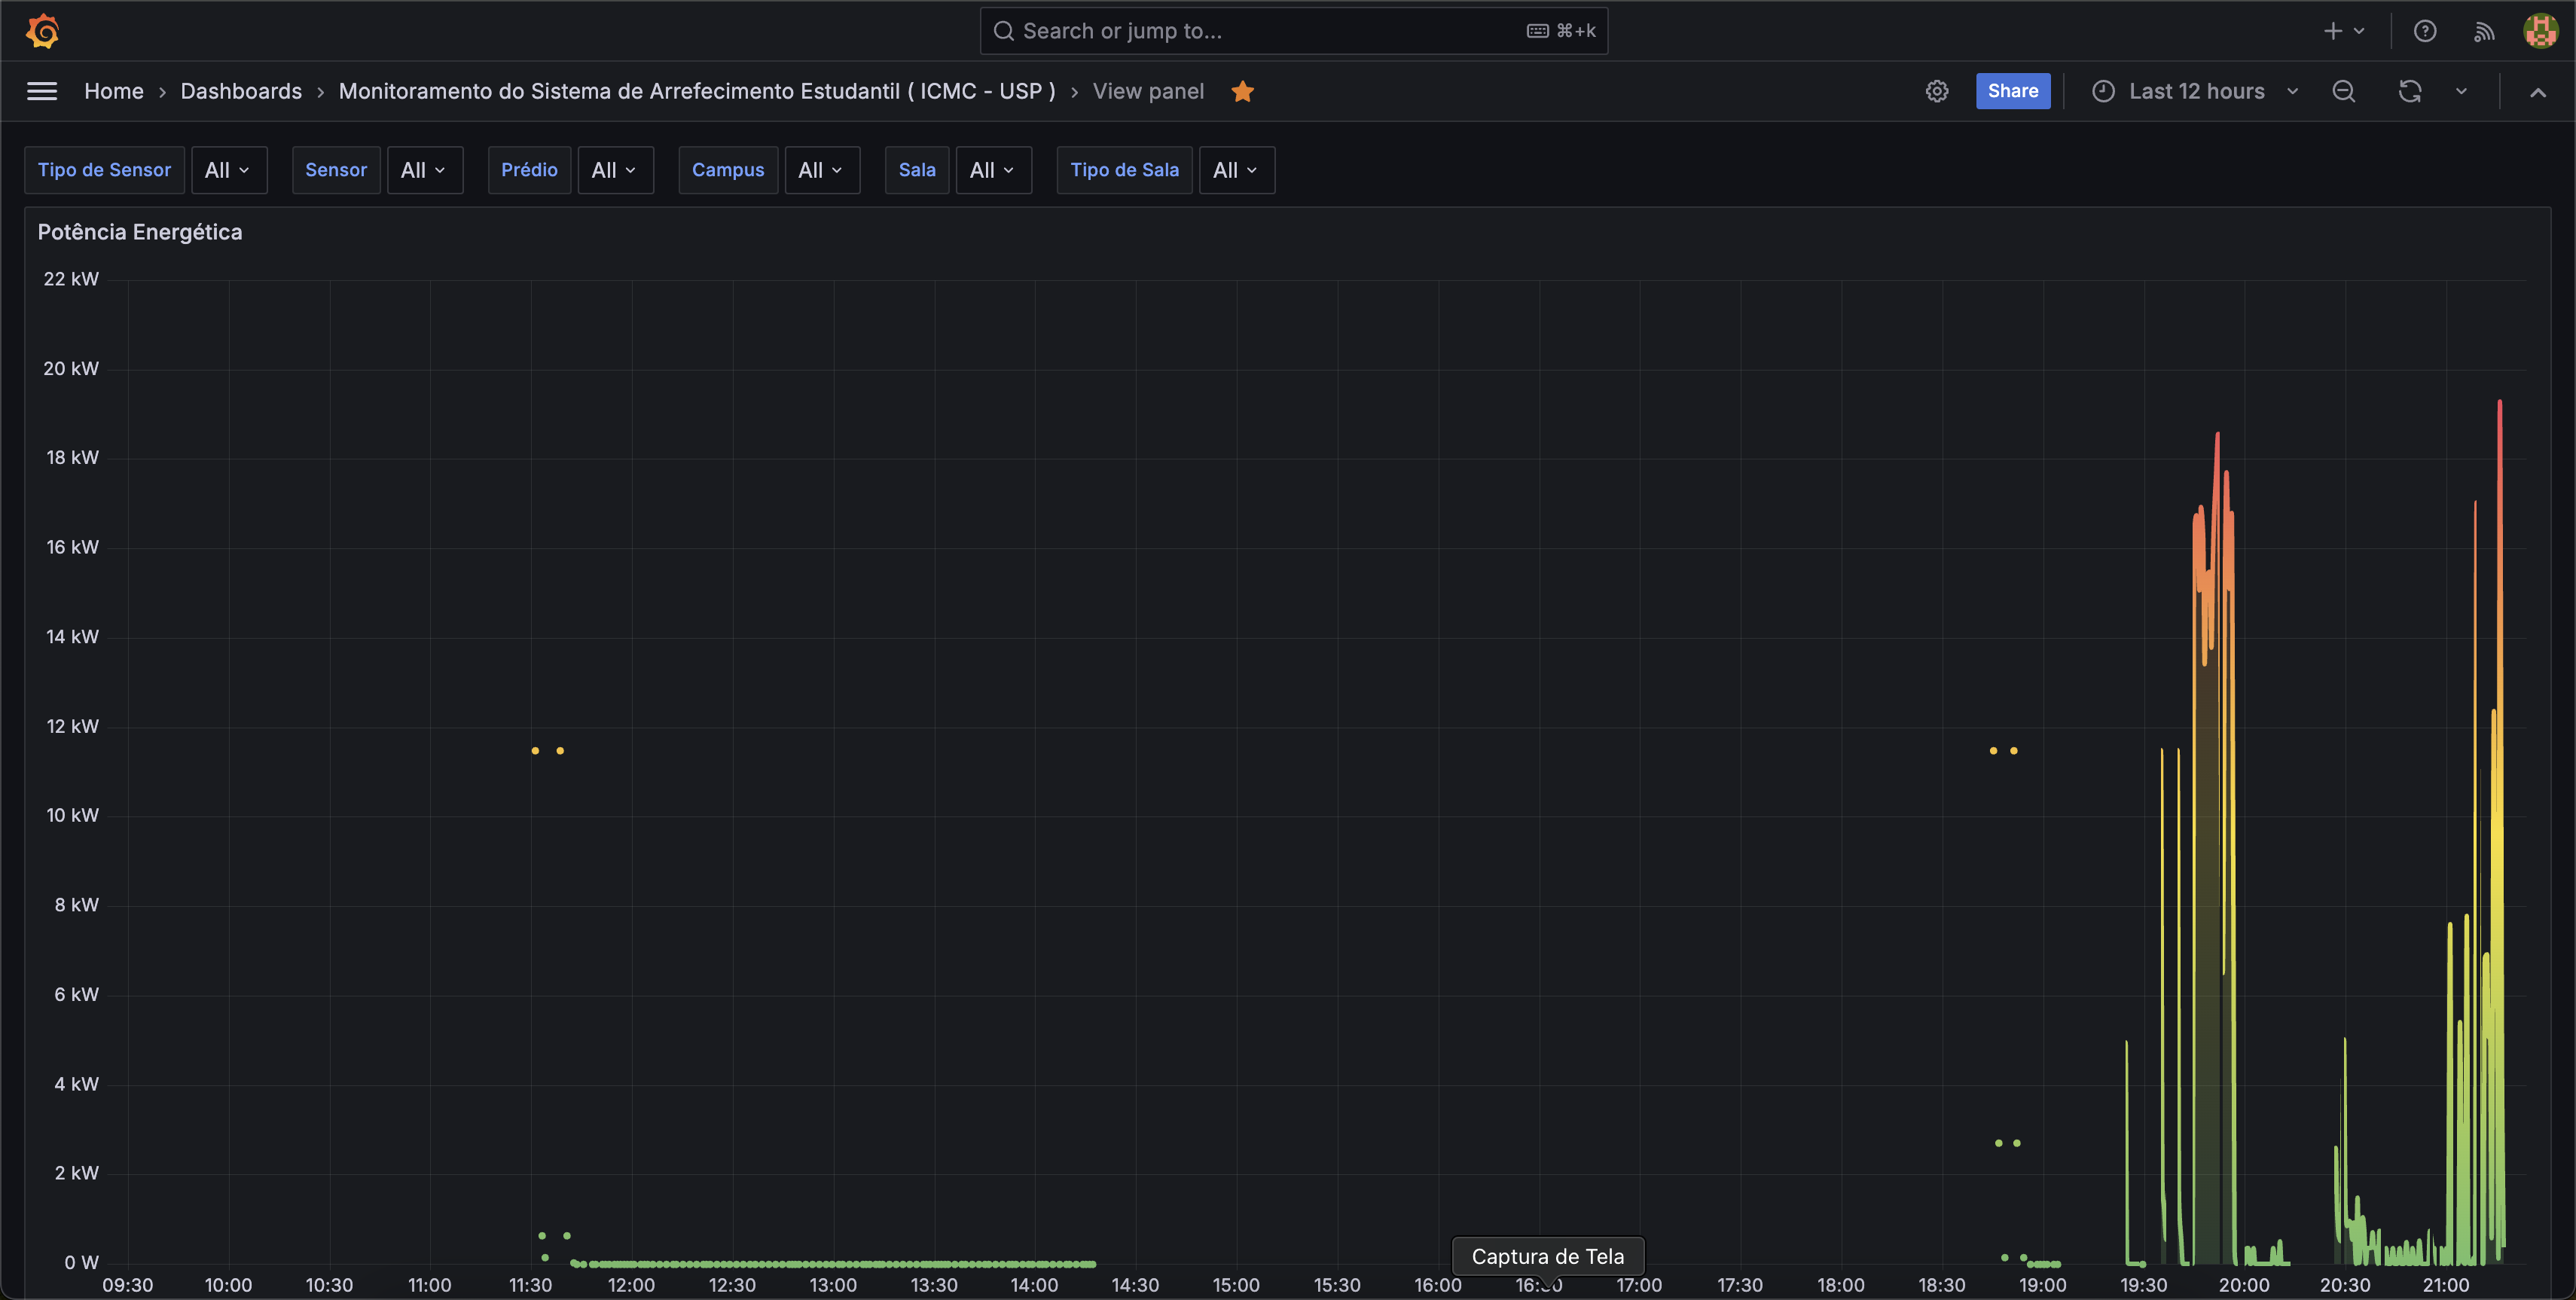 Search or jump to... ⌘+k
Home › Dashboards › Monitoramento do Sistema de Arrefecimento Estudantil ( ICMC - USP ) › View panel Share Last 12 hours
Tipo de Sensor All Sensor All Prédio All Campus All Sala All Tipo de Sala All
Potência Energética
22 kW
20 kW
18 kW
16 kW
14 kW
12 kW
10 kW
8 kW
6 kW
4 kW
2 kW
0 W
Captura de Tela
09:30 10:00 10:30 11:00 11:30 12:00 12:30 13:00 13:30 14:00 14:30 15:00 15:30 16:00 16:30 17:00 17:30 18:00 18:30 19:00 19:30 20:00 20:30 21:00